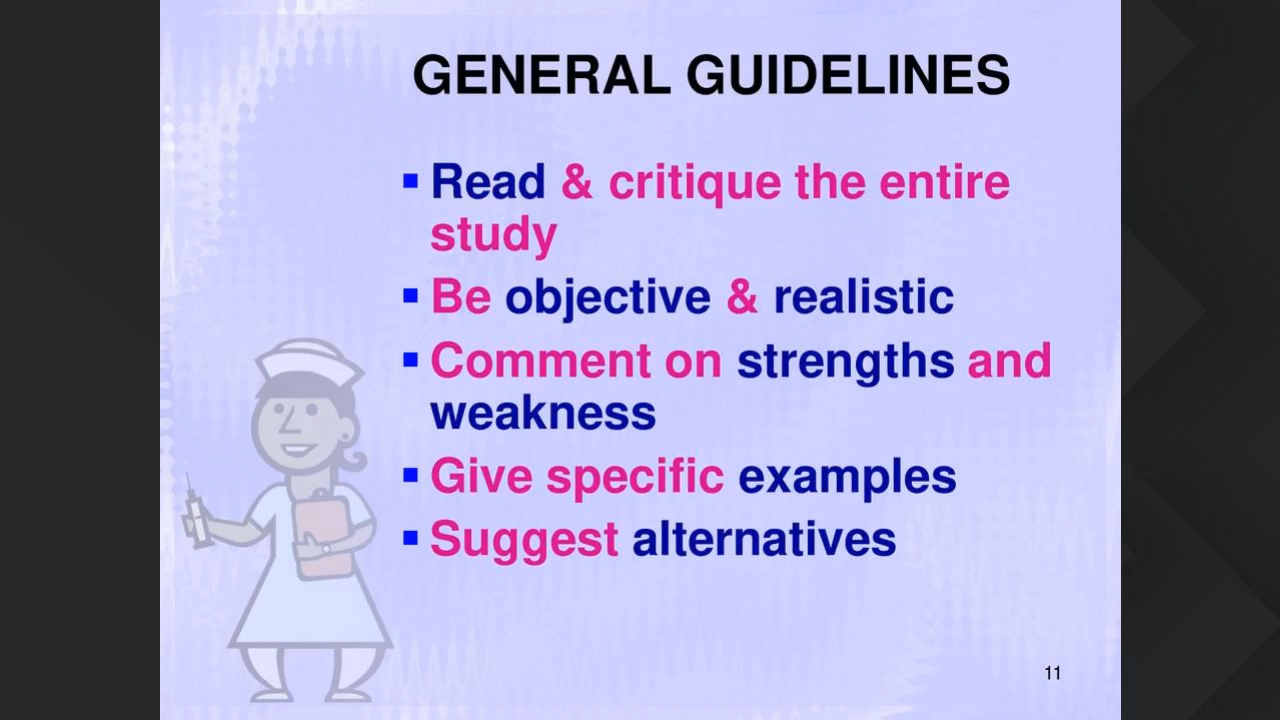 GENERAL GUIDELINES
▪ Read & critique the entire
study
▪ Be objective & realistic
▪ Comment on strengths and
weakness
▪ Give specific examples
▪ Suggest alternatives
11